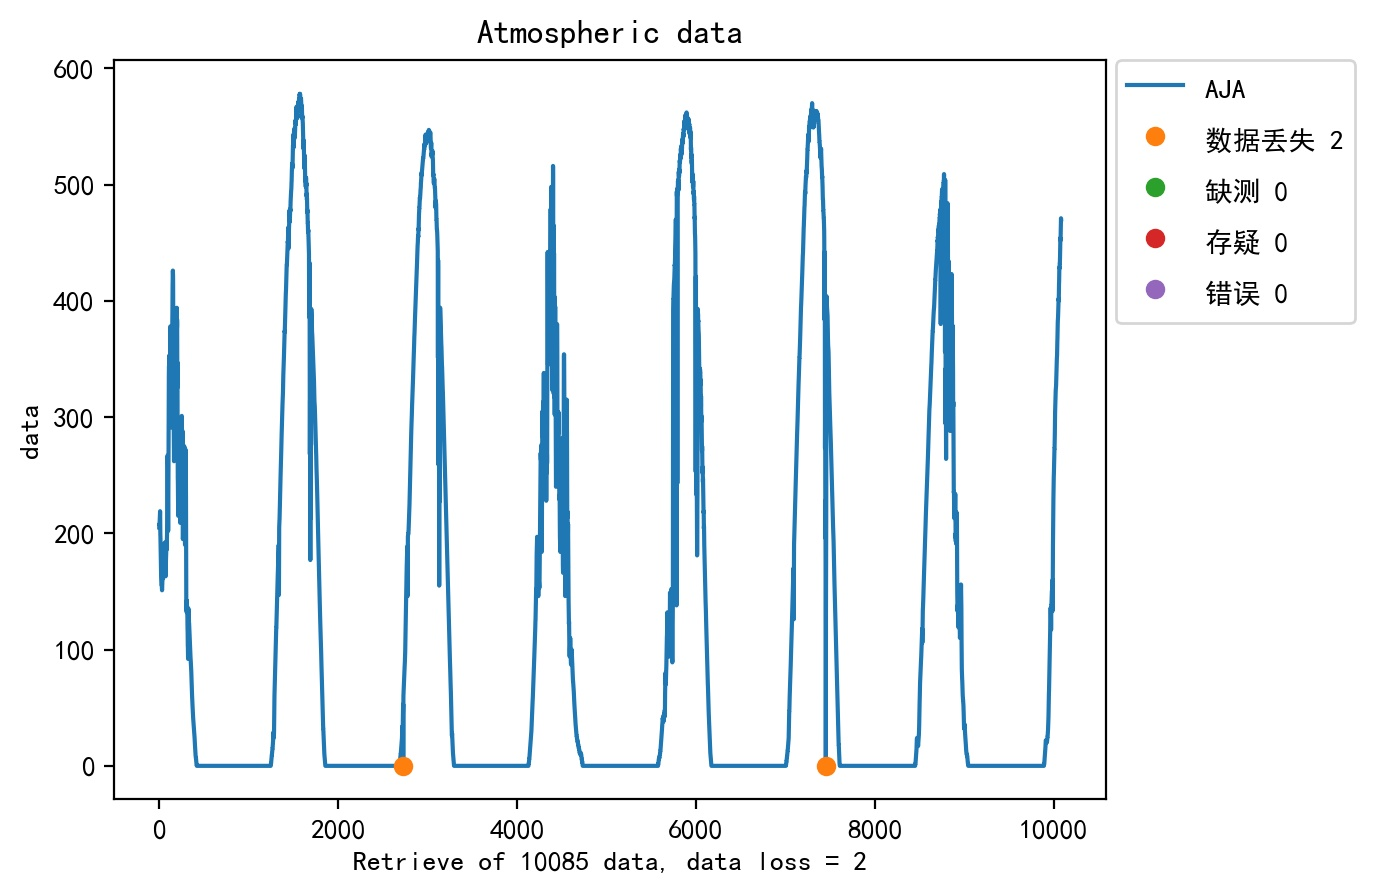 Atmospheric data
600
500
400
300
200
100
0
data
0 2000 4000 6000 8000 10000
Retrieve of 10085 data, data loss = 2
AJA
数据丢失 2
缺测 0
存疑 0
错误 0